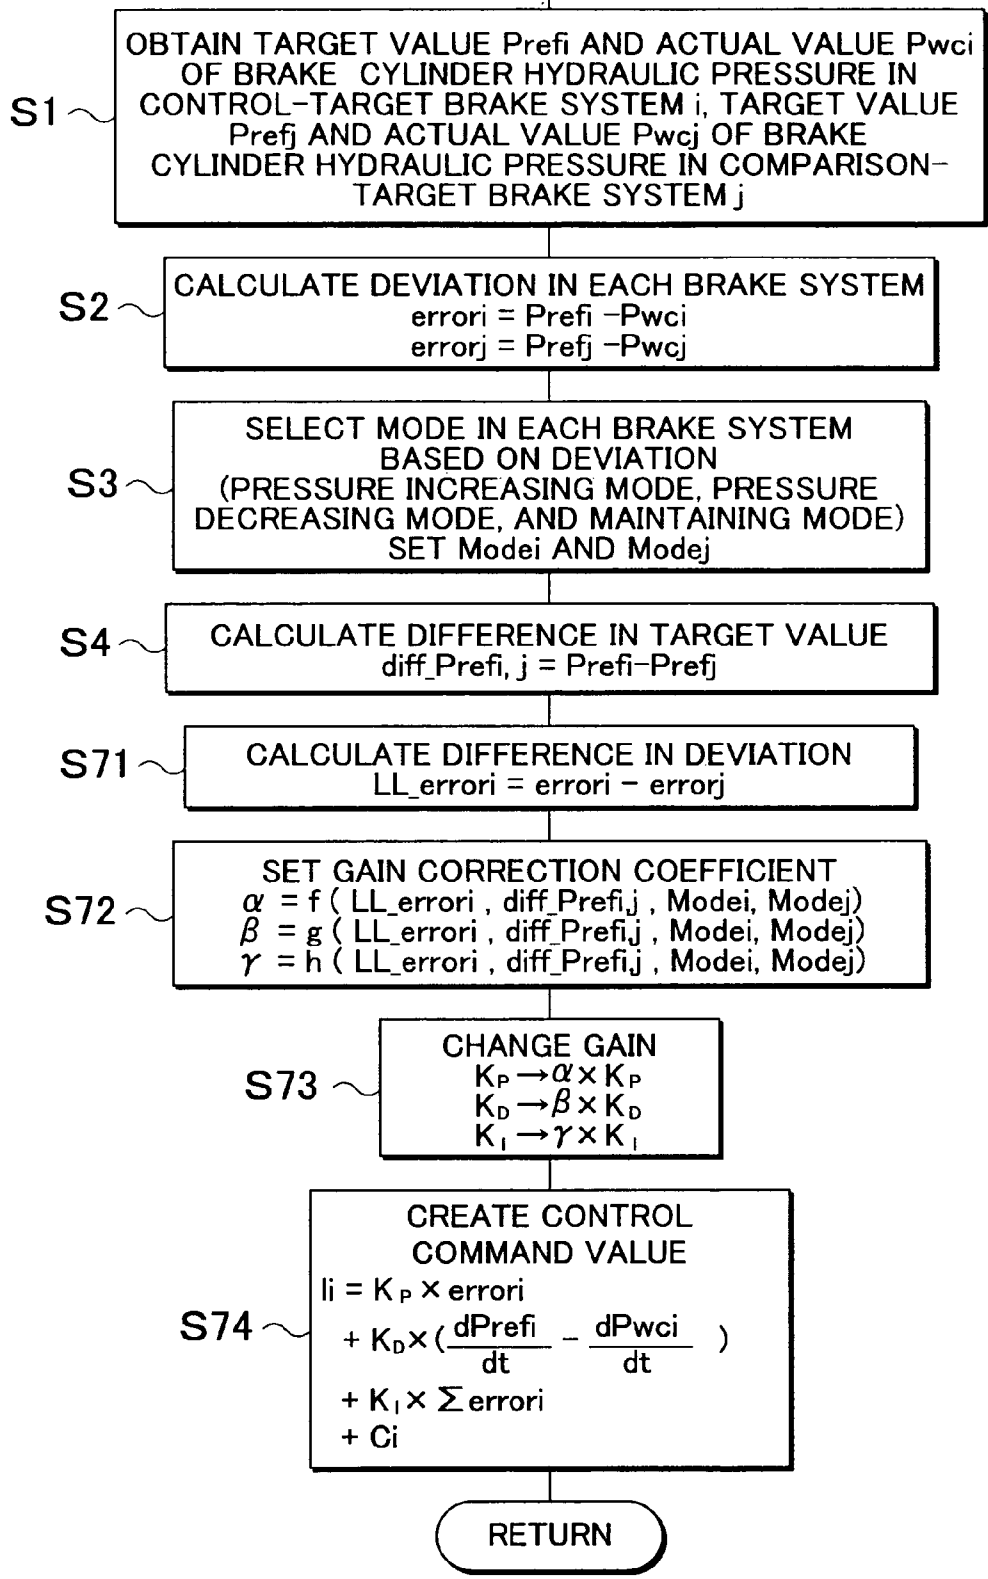 OBTAIN TARGET VALUE Prefi AND ACTUAL VALUE Pwci
OF BRAKE CYLINDER HYDRAULIC PRESSURE IN
S1
CONTROL-TARGET BRAKE SYSTEM i, TARGET VALUE
Prefj AND ACTUAL VALUE Pwcj OF BRAKE
CYLINDER HYDRAULIC PRESSURE IN COMPARISON-
TARGET BRAKE SYSTEM j
S2
CALCULATE DEVIATION IN EACH BRAKE SYSTEM
errori = Prefi -Pwci
errorj = Prefj -Pwcj
S3
SELECT MODE IN EACH BRAKE SYSTEM
BASED ON DEVIATION
(PRESSURE INCREASING MODE, PRESSURE
DECREASING MODE, AND MAINTAINING MODE)
SET Modei AND Modej
S4
CALCULATE DIFFERENCE IN TARGET VALUE
diff_Prefi, j = Prefi-Prefj
S71
CALCULATE DIFFERENCE IN DEVIATION
LL_errori = errori - errorj
S72
SET GAIN CORRECTION COEFFICIENT
α = f ( LL_errori , diff_Prefi,j , Modei, Modej)
β = g ( LL_errori , diff_Prefi,j , Modei, Modej)
γ = h ( LL_errori , diff_Prefi,j , Modei, Modej)
S73
CHANGE GAIN
KP → α × KP
KD → β × KD
KI → γ × KI
S74
CREATE CONTROL
COMMAND VALUE
Ii = KP × errori
+ KD × ( dPrefi/dt - dPwci/dt )
+ KI × Σ errori
+ Ci
RETURN